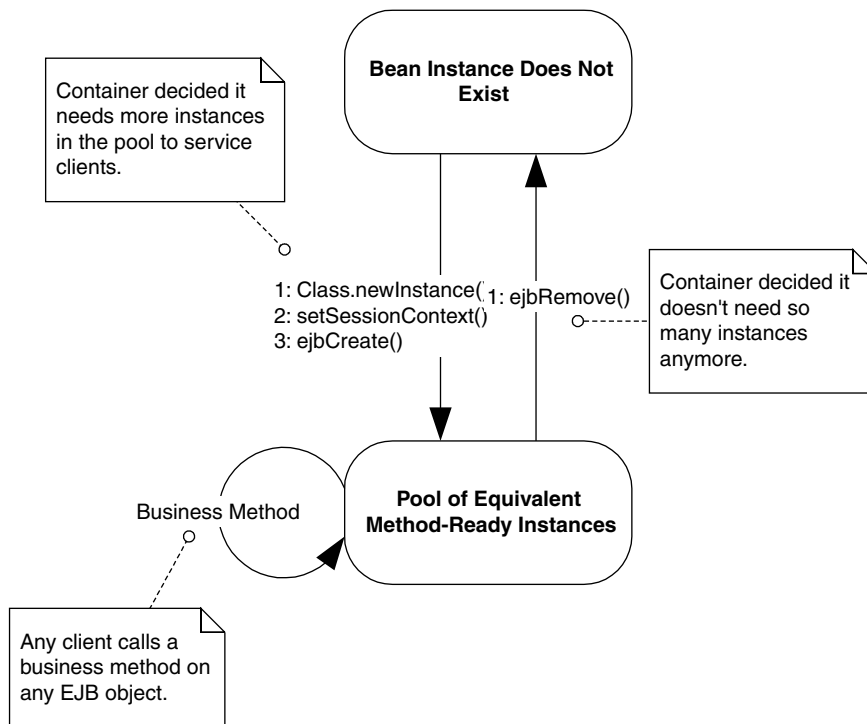 Bean Instance Does Not
Exist
Container decided it
needs more instances
in the pool to service
clients.
1: Class.newInstance()
2: setSessionContext()
3: ejbCreate()
1: ejbRemove()
Container decided it
doesn't need so
many instances
anymore.
Pool of Equivalent
Method-Ready Instances
Business Method
Any client calls a
business method on
any EJB object.